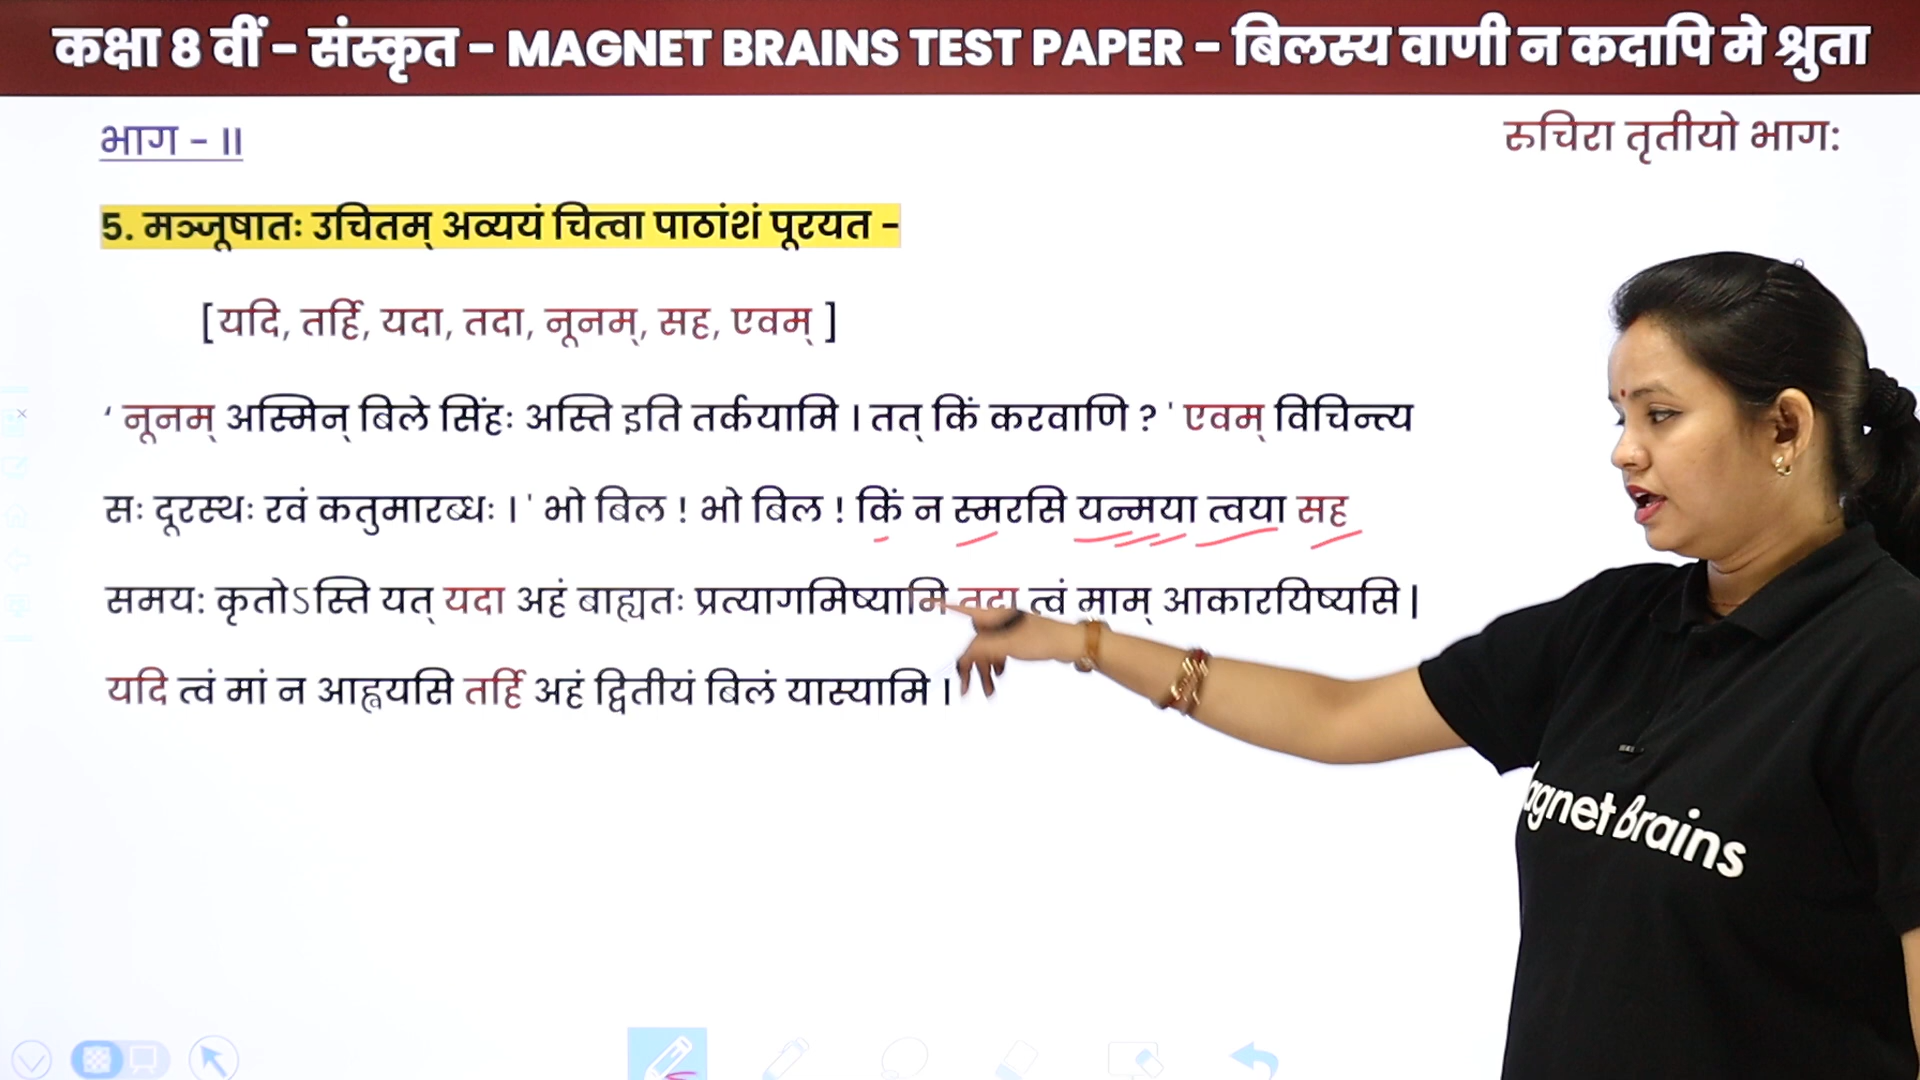 कक्षा 8 वीं - संस्कृत - MAGNET BRAINS TEST PAPER - बिलस्य वाणी न कदापि मे श्रुता
भाग - II
रुचिरा तृतीयो भाग:
5. मञ्जूषातः उचितम् अव्ययं चित्वा पाठांशं पूरयत -
[यदि, तर्हि, यदा, तदा, नूनम्, सह, एवम् ]
‘ नूनम् अस्मिन् बिले सिंहः अस्ति इति तर्कयामि । तत् किं करवाणि ? ' एवम् विचिन्त्य
सः दूरस्थः रवं कतुमारब्धः । ' भो बिल ! भो बिल ! किं न स्मरसि यन्मया त्वया सह
समय: कृतोऽस्ति यत् यदा अहं बाह्यतः प्रत्यागमिष्यामि तदा त्वं माम् आकारयिष्यसि |
यदि त्वं मां न आह्वयसि तर्हि अहं द्वितीयं बिलं यास्यामि ।
agnet Brains